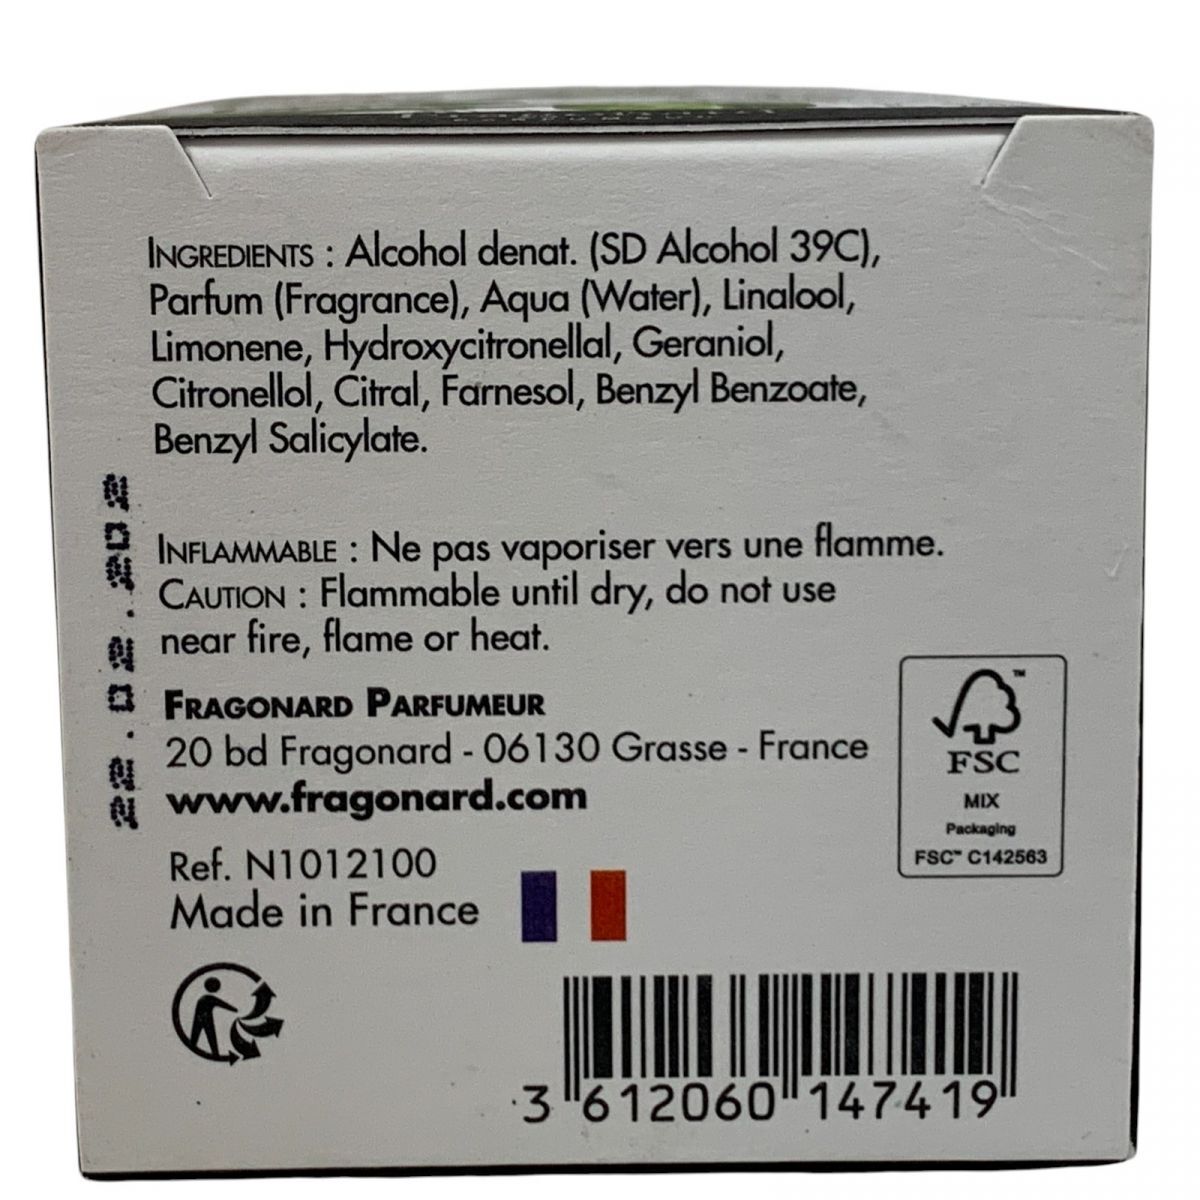 INGREDIENTS : Alcohol denat. (SD Alcohol 39C),
Parfum (Fragrance), Aqua (Water), Linalool,
Limonene, Hydroxycitronellal, Geraniol,
Citronellol, Citral, Farnesol, Benzyl Benzoate,
Benzyl Salicylate.
INFLAMMABLE : Ne pas vaporiser vers une flamme.
CAUTION : Flammable until dry, do not use
near fire, flame or heat.
FRAGONARD PARFUMEUR
20 bd Fragonard - 06130 Grasse - France
www.fragonard.com
Ref. N1012100
Made in France
FSC™
MIX
Packaging
FSC™ C142563
3 612060 147419